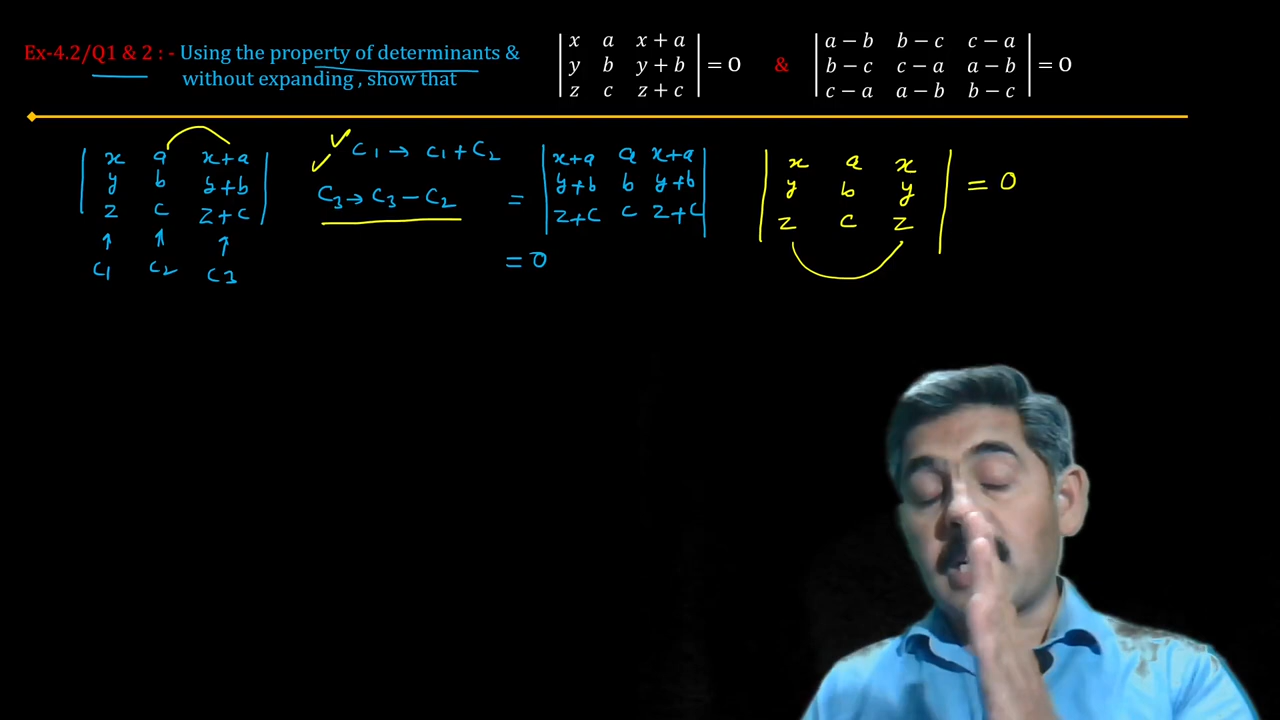 Ex-4.2/Q1 & 2 : - Using the property of determinants &
without expanding , show that
x a x + a
y b y + b = 0
z c z + c
&
a − b b − c c − a
b − c c − a a − b = 0
c − a a − b b − c
x a x+a
y b y+b
z c z+c
↑ ↑ ↑
C1 C2 C3
C1 → C1 + C2
C3 → C3 − C2
=
x+a a x+a
y+b b y+b
z+c c z+c
= 0
x a x
y b y = 0
z c z